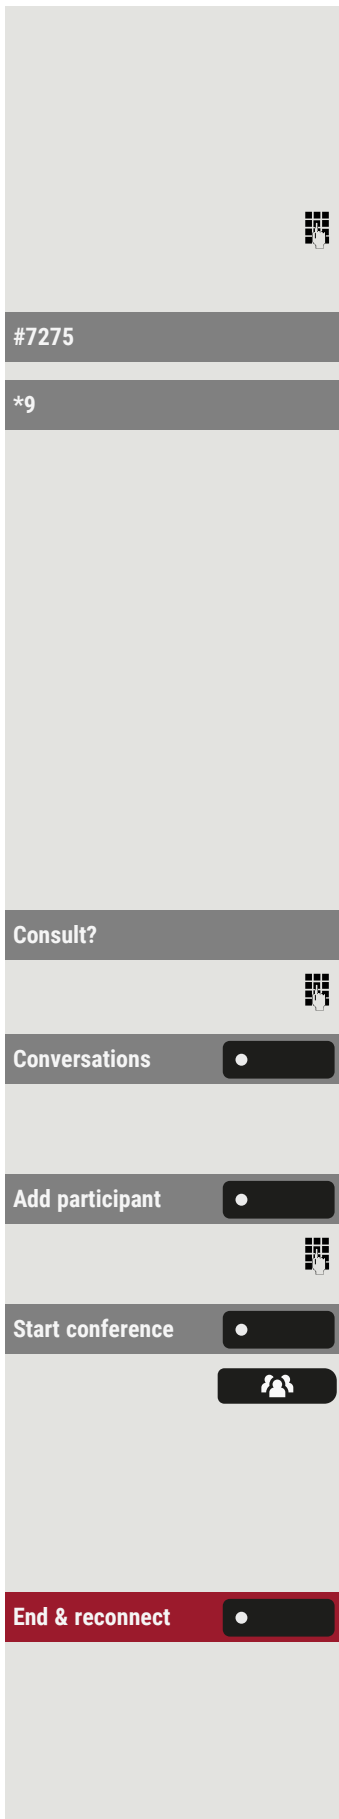 #7275
*9
Consult?
Conversations
Add participant
Start conference
End & reconnect